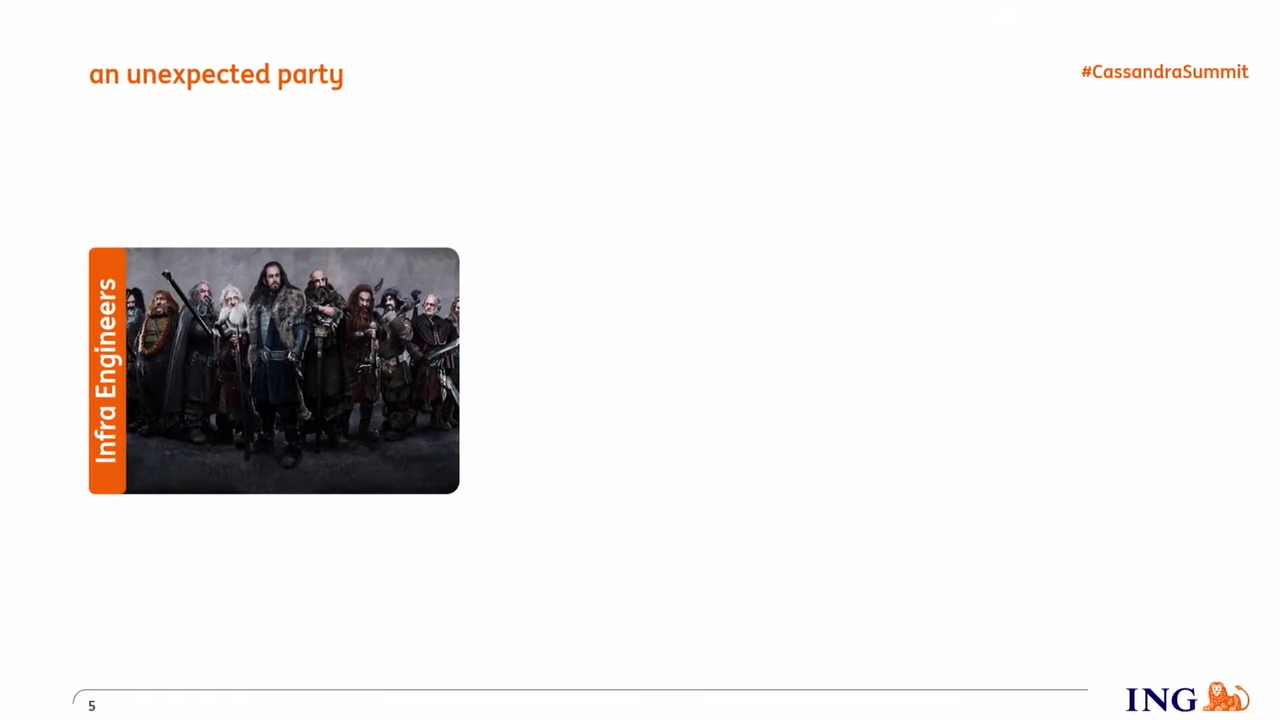 an unexpected party
#CassandraSummit
Infra Engineers
5
ING